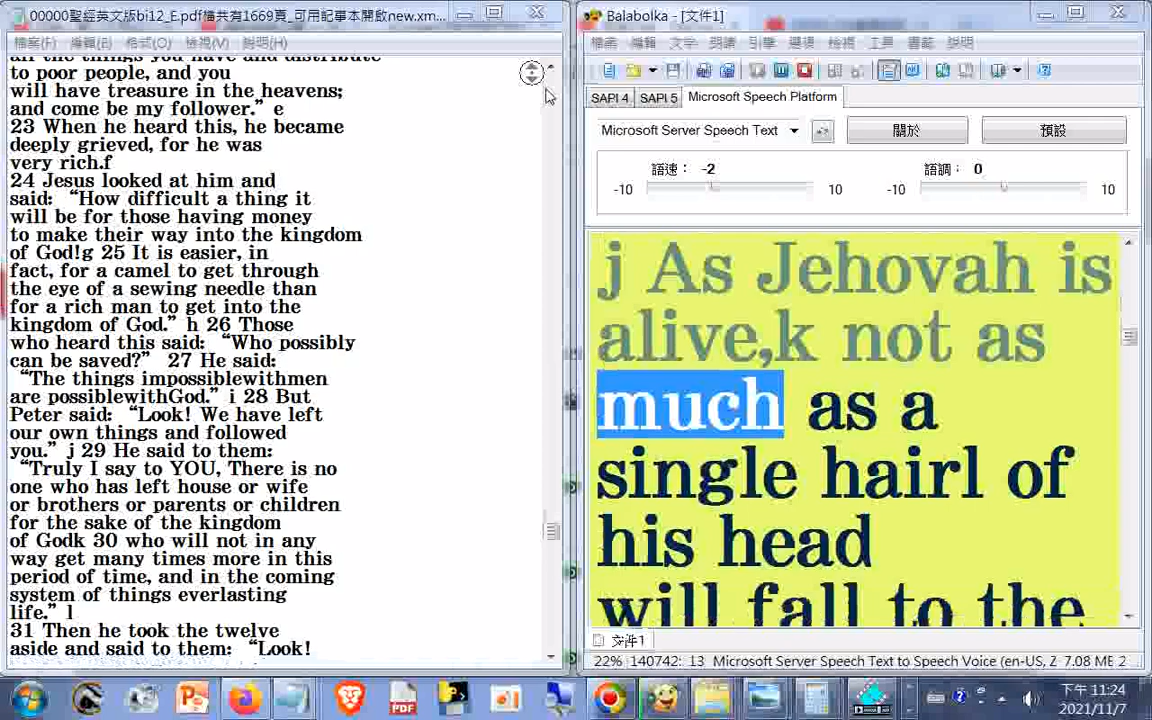 00000聖經英文版bi12_E.pdf檔共有1669頁_可用記事本開啟new.xm...
檔案(F) 編輯(E) 格式(O) 檢視(V) 說明(H)
all the things you have and distribute
to poor people, and you
will have treasure in the heavens;
and come be my follower.” e
23 When he heard this, he became
deeply grieved, for he was
very rich.f
24 Jesus looked at him and
said: “How difficult a thing it
will be for those having money
to make their way into the kingdom
of God!g 25 It is easier, in
fact, for a camel to get through
the eye of a sewing needle than
for a rich man to get into the
kingdom of God.” h 26 Those
who heard this said: “Who possibly
can be saved?” 27 He said:
“The things impossiblewithmen
are possiblewithGod.” i 28 But
Peter said: “Look! We have left
our own things and followed
you.” j 29 He said to them:
“Truly I say to YOU, There is no
one who has left house or wife
or brothers or parents or children
for the sake of the kingdom
of Godk 30 who will not in any
way get many times more in this
period of time, and in the coming
system of things everlasting
life.” l
31 Then he took the twelve
aside and said to them: “Look!
Balabolka - [文件1]
檔案 編輯 文字 朗讀 引擎 選項 檢視 工具 書籤 說明
SAPI 4 SAPI 5 Microsoft Speech Platform
Microsoft Server Speech Text 關於 預設
語速： -2 語調： 0
-10 10 -10 10
j As Jehovah is
alive,k not as
much as a
single hairl of
his head
will fall to the
文件1
22% 140742: 13 Microsoft Server Speech Text to Speech Voice (en-US, Z 7.08 MB 2
PDF
下午 11:24
2021/11/7